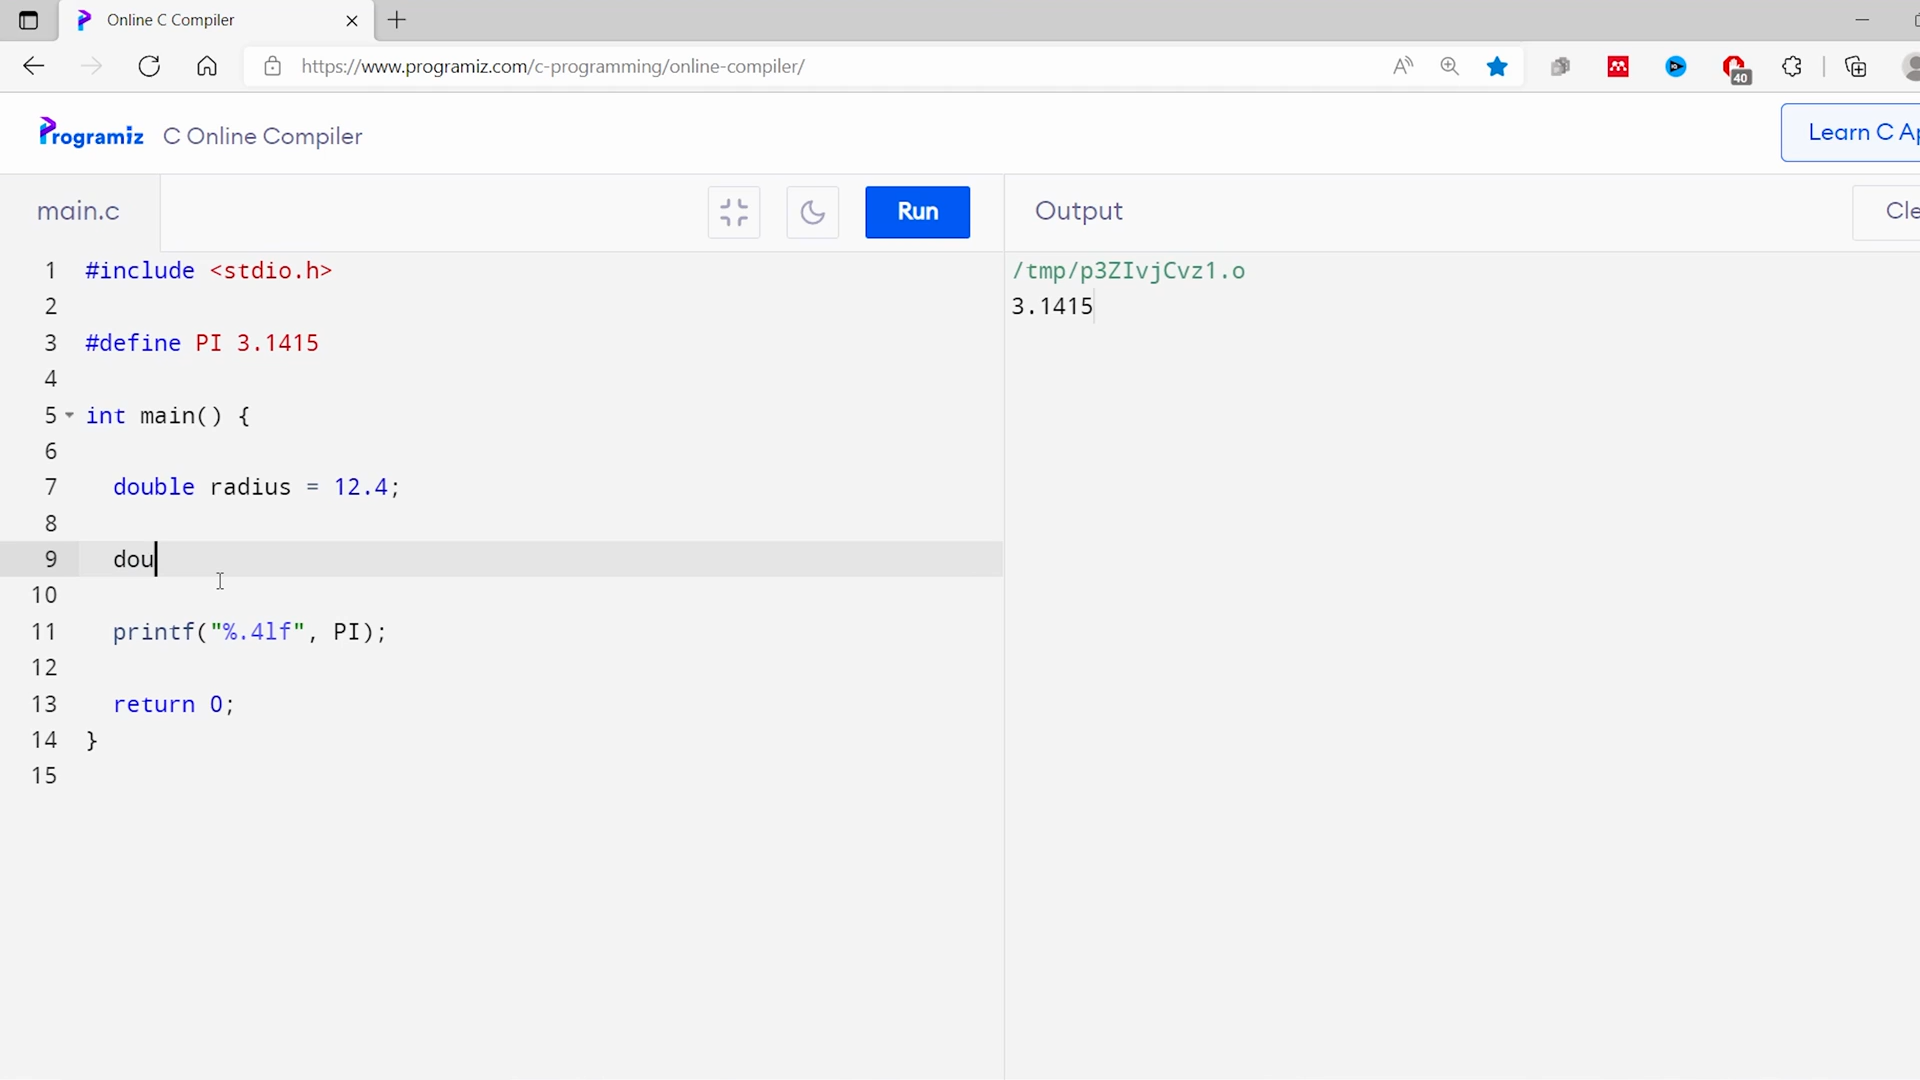 Online C Compiler
https://www.programiz.com/c-programming/online-compiler/
40
Programiz C Online Compiler
Learn C Ap
main.c
Run
Output
Cle
1 #include <stdio.h>
2
3 #define PI 3.1415
4
5 int main() {
6
7 double radius = 12.4;
8
9 dou
10
11 printf("%.4lf", PI);
12
13 return 0;
14 }
15
/tmp/p3ZIvjCvz1.o
3.1415